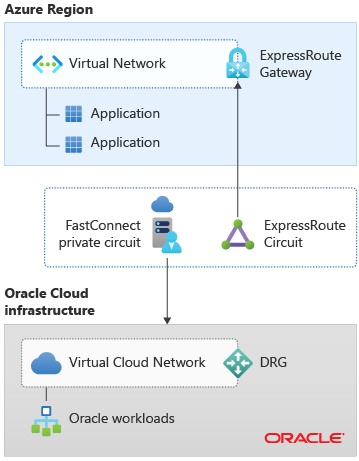 Azure Region
Virtual Network
ExpressRoute
Gateway
Application
Application
FastConnect
private circuit
ExpressRoute
Circuit
Oracle Cloud
infrastructure
Virtual Cloud Network
DRG
Oracle workloads
ORACLE